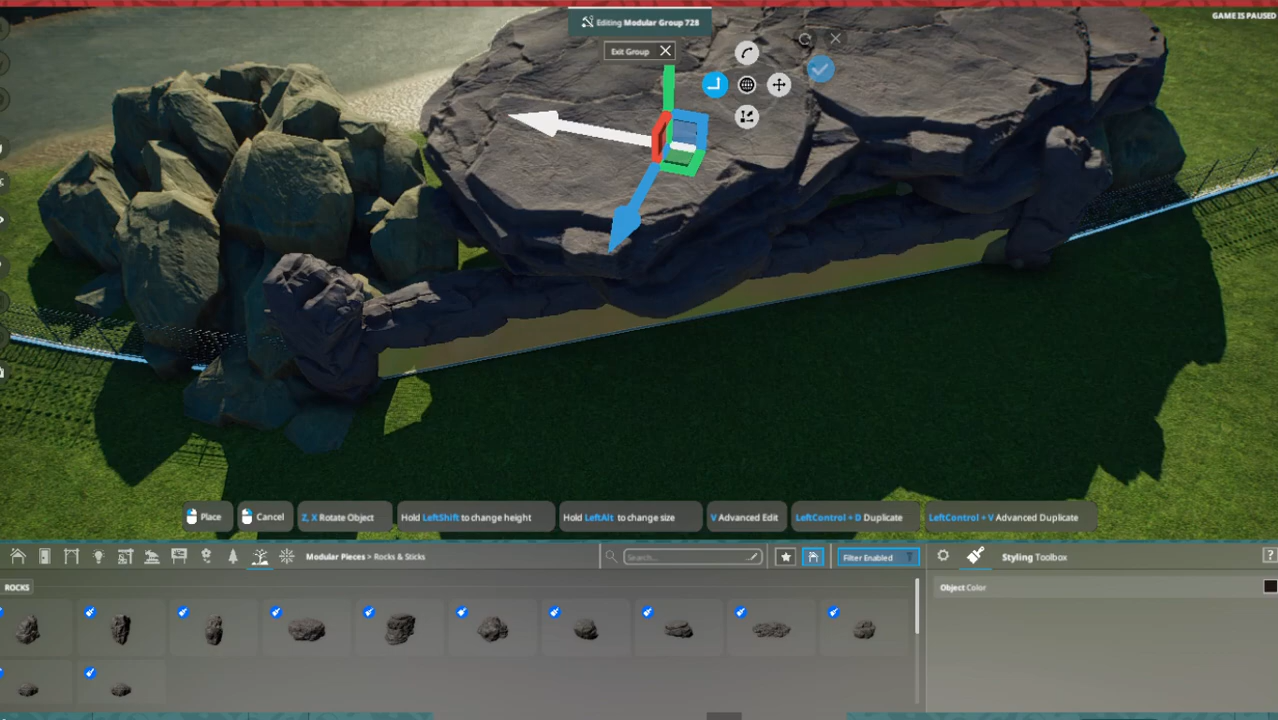 Editing Modular Group 728
GAME IS PAUSED
Exit Group
Place
Cancel
Z, X Rotate Object
Hold LeftShift to change height
Hold LeftAlt to change size
V Advanced Edit
LeftControl + D Duplicate
LeftControl + V Advanced Duplicate
Modular Pieces > Rocks & Sticks
Search...
Filter Enabled
Styling Toolbox
?
ROCKS
Object Color